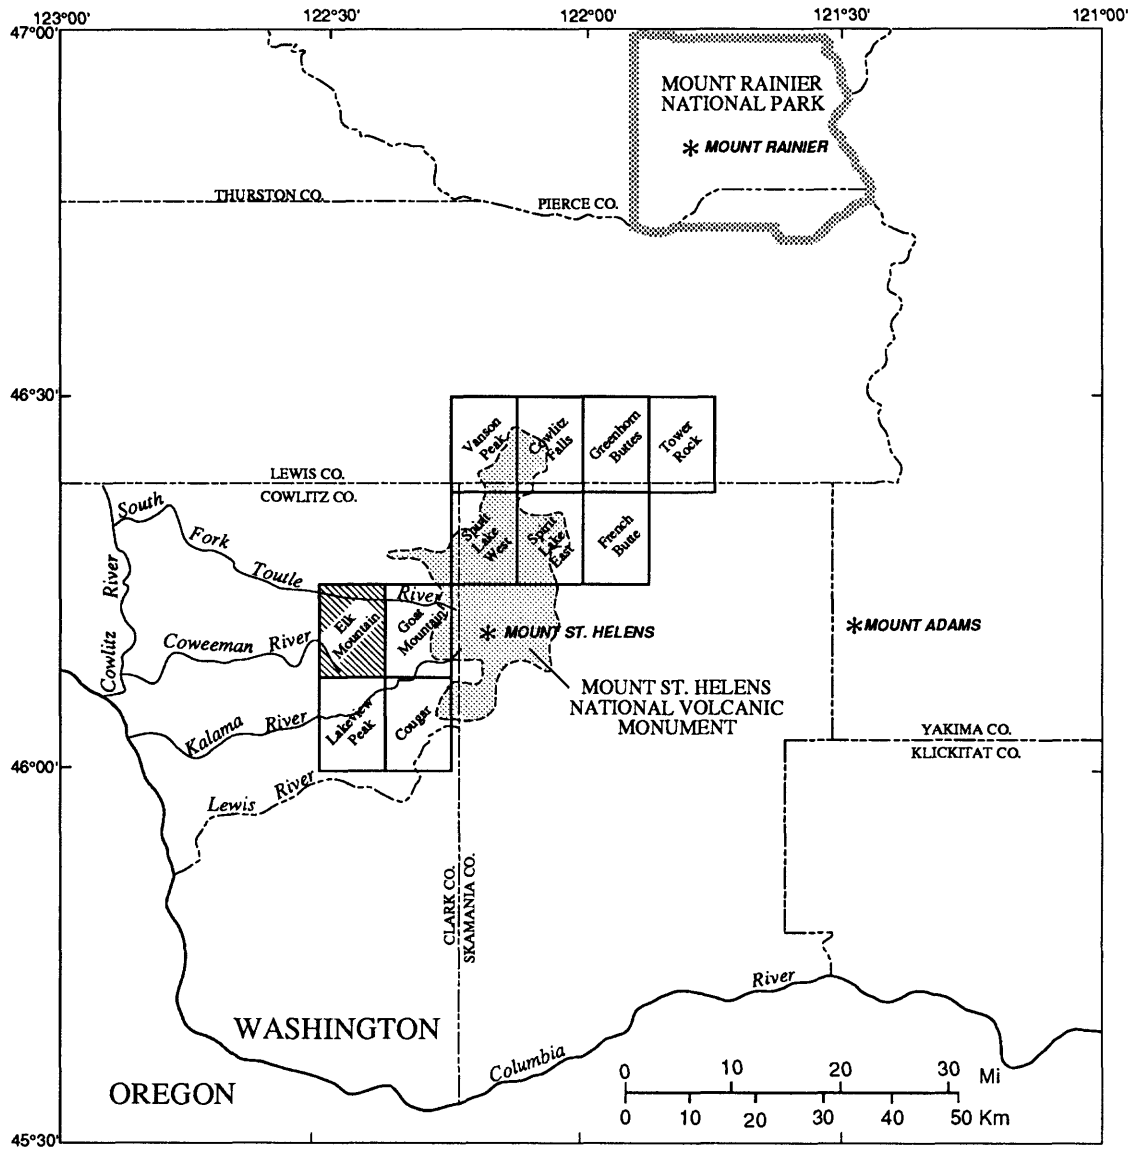 123°00'
122°30'
122°00'
121°30'
121°00'
47°00'
MOUNT RAINIER
NATIONAL PARK
* MOUNT RAINIER
THURSTON CO.
PIERCE CO.
46°30'
Vanson
Peak
Cowlitz
Falls
Greenhorn
Buttes
Tower
Rock
LEWIS CO.
COWLITZ CO.
South
Fork
Toutle
River
Spirit
Lake
West
Spirit
Lake
East
French
Butte
Cowlitz River
Elk
Mountain
Goat
Mountain
Coweeman River
* MOUNT ST. HELENS
* MOUNT ADAMS
MOUNT ST. HELENS
NATIONAL VOLCANIC
MONUMENT
Kalama River
Lakeview
Peak
Cougar
YAKIMA CO.
KLICKITAT CO.
46°00'
Lewis River
CLARK CO.
SKAMANIA CO.
Columbia River
WASHINGTON
OREGON
0 10 20 30 Mi
0 10 20 30 40 50 Km
45°30'